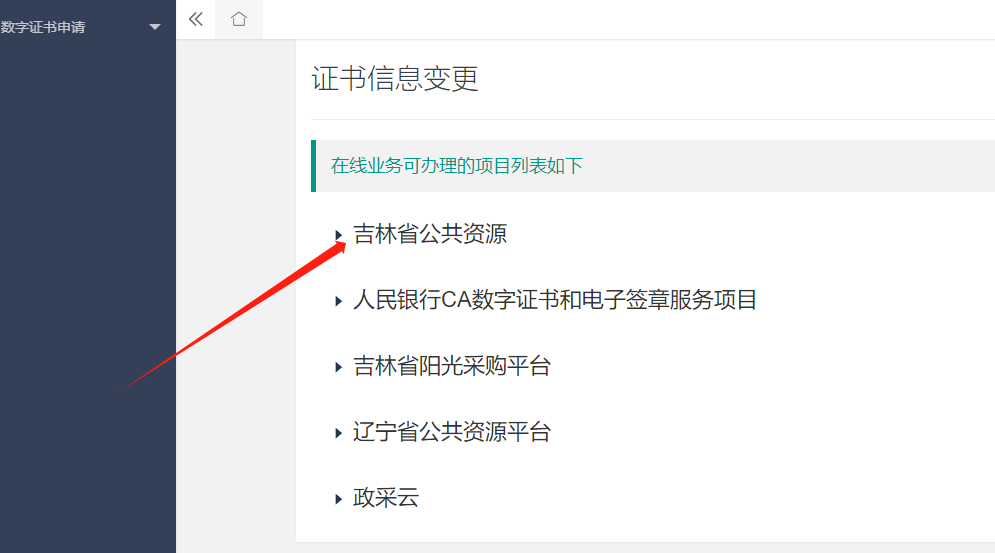 数字证书申请
证书信息变更
在线业务可办理的项目列表如下
吉林省公共资源
人民银行CA数字证书和电子签章服务项目
吉林省阳光采购平台
辽宁省公共资源平台
政采云